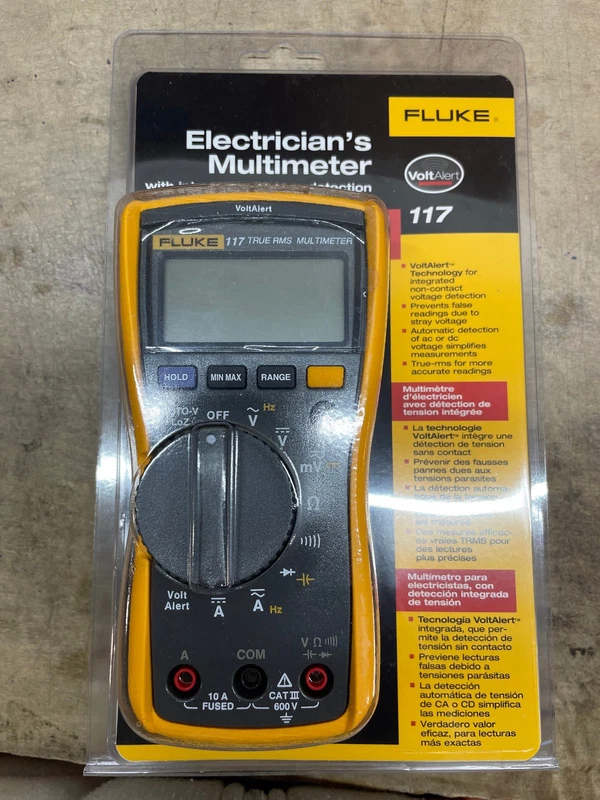 FLUKE®
Electrician's
Multimeter
VoltAlert
117
VoltAlert
FLUKE 117 TRUE RMS MULTIMETER
HOLD
MIN MAX
RANGE
OFF
Hz
Ṽ
V
mV
Ω
Volt
Alert
A
A
Hz
A
COM
V Ω
10 A
FUSED
CAT III
600 V
VoltAlert™
Technology for
integrated
non-contact
voltage detection
Prevents false
readings due to
stray voltage
Automatic detection
of ac or dc
voltage simplifies
measurements
True-rms for more
accurate readings
Multimètre
d'électricien
avec détection de
tension intégrée
La technologie
VoltAlert™ intègre une
détection de tension
sans contact
Prévenir des fausses
pannes dues aux
tensions parasites
La détection automa-
vraies TRMS pour
des lectures
plus précises
Multímetro para
electricistas, con
detección integrada
de tensión
Tecnología VoltAlert™
integrada, que per-
mite la detección de
tensión sin contacto
Previene lecturas
falsas debido a
tensiones parásitas
La detección
automática de tensión
de CA o CD simplifica
las mediciones
Verdadero valor
eficaz, para lecturas
más exactas